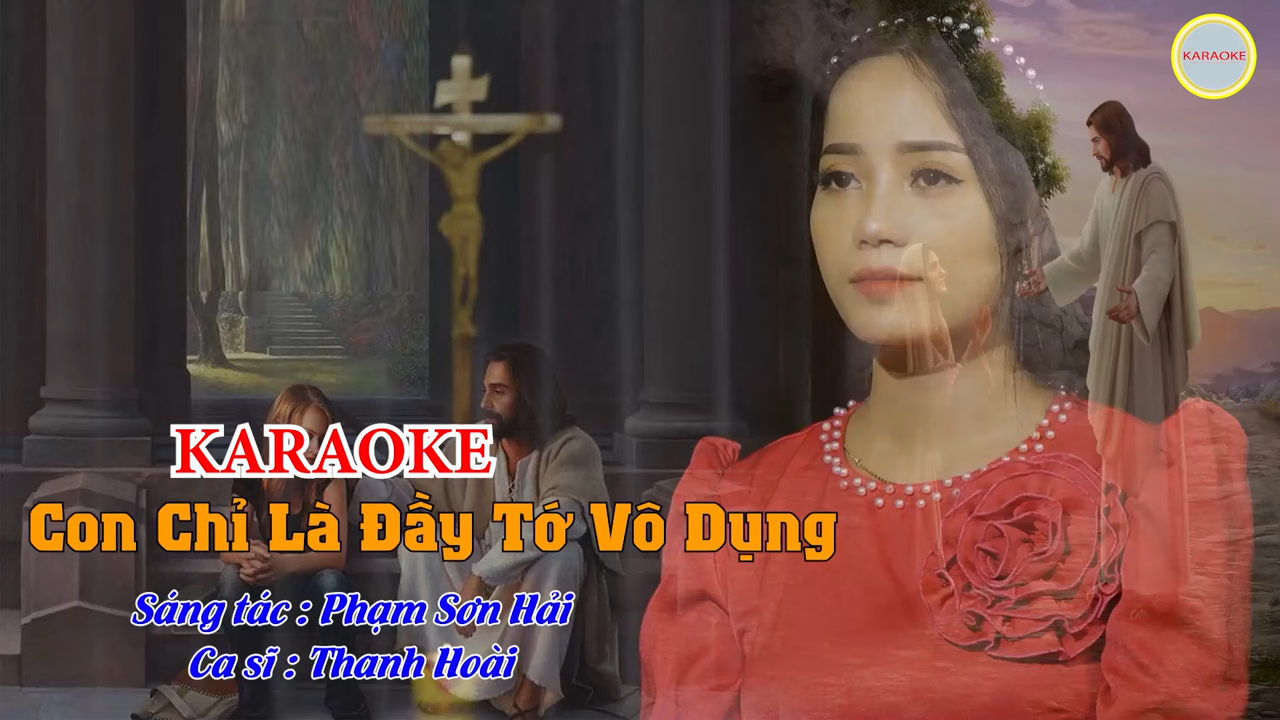 KARAOKE
KARAOKE
Con Chỉ Là Đầy Tớ Vô Dụng
Sáng tác : Phạm Sơn Hải
Ca sĩ : Thanh Hoài